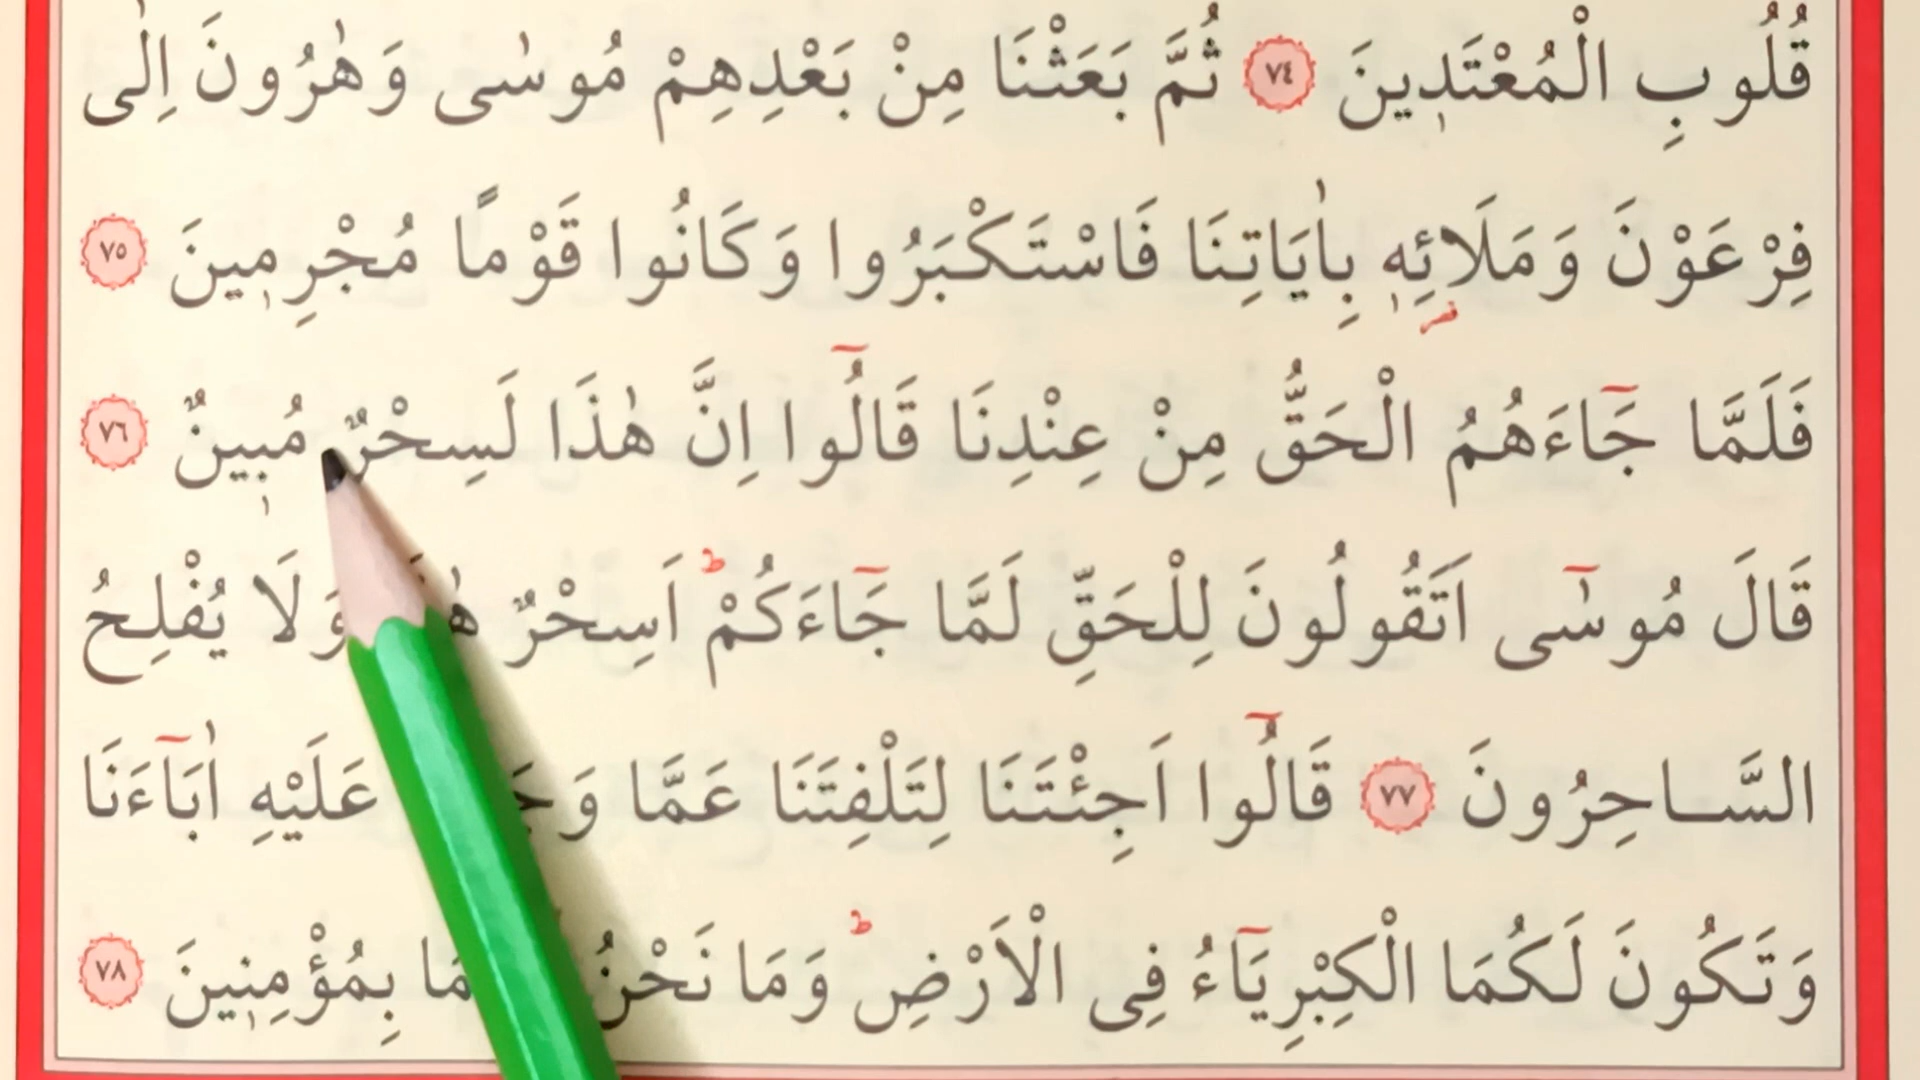 قُلُوبِ الْمُعْتَدٖينَ ٧٤ ثُمَّ بَعَثْنَا مِنْ بَعْدِهِمْ مُوسٰى وَهٰرُونَ اِلٰى
فِرْعَوْنَ وَمَلَائِهٖ بِاٰيَاتِنَا فَاسْتَكْبَرُوا وَكَانُوا قَوْمًا مُجْرِمٖينَ ٧٥
قصر
فَلَمَّا جَٓاءَهُمُ الْحَقُّ مِنْ عِنْدِنَا قَالُٓوا اِنَّ هٰذَا لَسِحْرٌ مُبٖينٌ ٧٦
قَالَ مُوسٰٓى اَتَقُولُونَ لِلْحَقِّ لَمَّا جَٓاءَكُمْ ط اَسِحْرٌ وَلَا يُفْلِحُ
السَّاحِرُونَ ٧٧ قَالُٓوا اَجِئْتَنَا لِتَلْفِتَنَا عَمَّا عَلَيْهِ اٰبَٓاءَنَا
وَتَكُونَ لَكُمَا الْكِبْرِيَٓاءُ فِى الْاَرْضِ ط وَمَا نَحْنُ بِمُؤْمِنٖينَ ٧٨